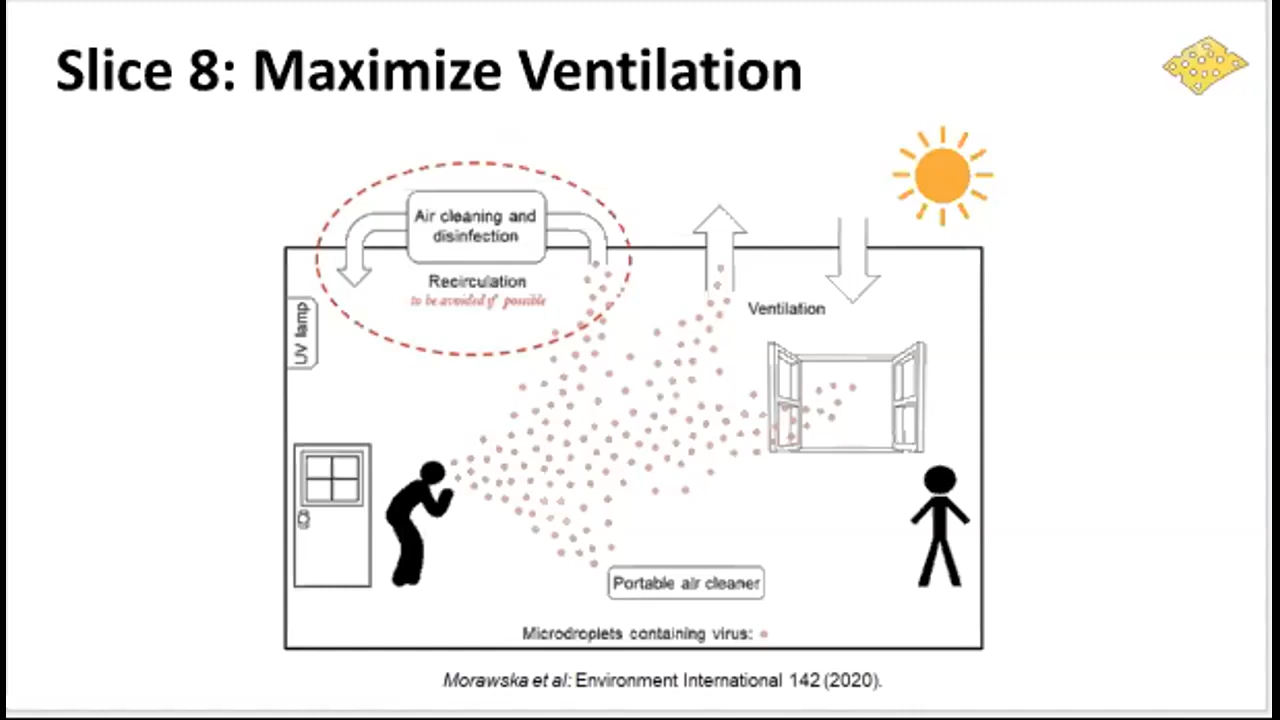 Slice 8: Maximize Ventilation
Air cleaning and
disinfection
Recirculation
to be avoided if possible
UV lamp
Ventilation
Portable air cleaner
Microdroplets containing virus:
Morawska et al: Environment International 142 (2020).